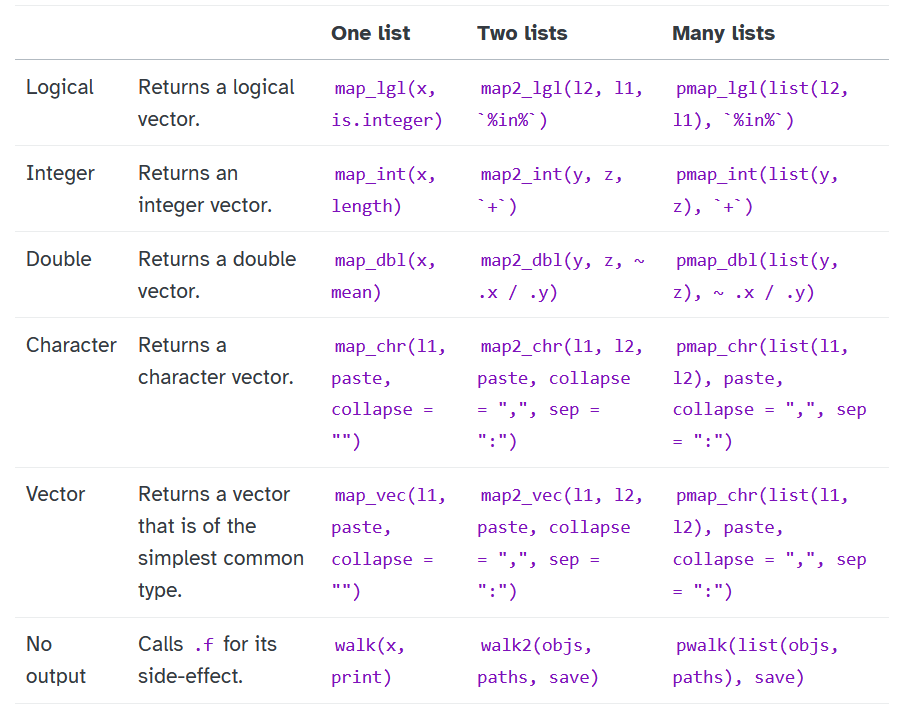 One list Two lists Many lists
Logical Returns a logical map_lgl(x, map2_lgl(l2, l1, pmap_lgl(list(l2,
vector. is.integer) `%in%`) l1), `%in%`)
Integer Returns an map_int(x, map2_int(y, z, pmap_int(list(y,
integer vector. length) `+`) z), `+`)
Double Returns a double map_dbl(x, map2_dbl(y, z, ~ pmap_dbl(list(y,
vector. mean) .x / .y) z), ~ .x / .y)
Character Returns a map_chr(l1, map2_chr(l1, l2, pmap_chr(list(l1,
character vector. paste, paste, collapse l2), paste,
collapse = = ",", sep = collapse = ",", sep
"") ":") = ":")
Vector Returns a vector map_vec(l1, map2_vec(l1, l2, pmap_chr(list(l1,
that is of the paste, paste, collapse l2), paste,
simplest common collapse = = ",", sep = collapse = ",", sep
type. "") ":") = ":")
No Calls .f for its walk(x, walk2(objs, pwalk(list(objs,
output side-effect. print) paths, save) paths), save)